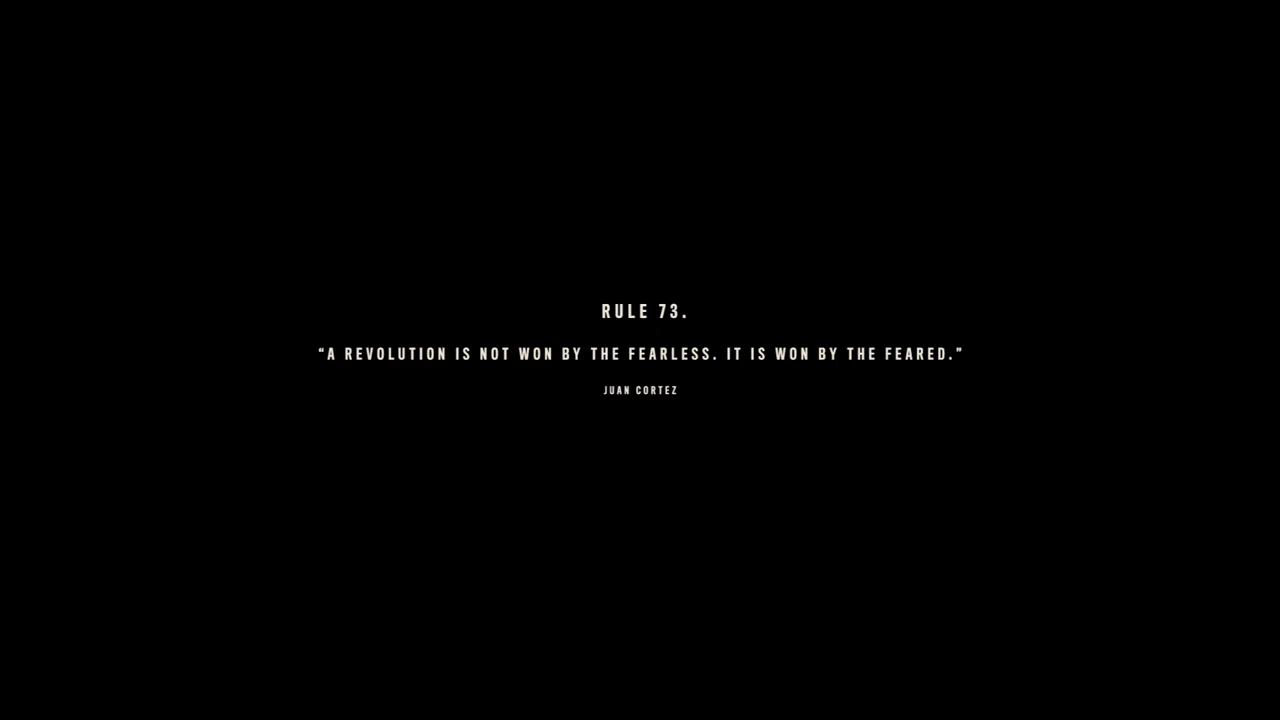 RULE 73.
“A REVOLUTION IS NOT WON BY THE FEARLESS. IT IS WON BY THE FEARED.”
JUAN CORTEZ